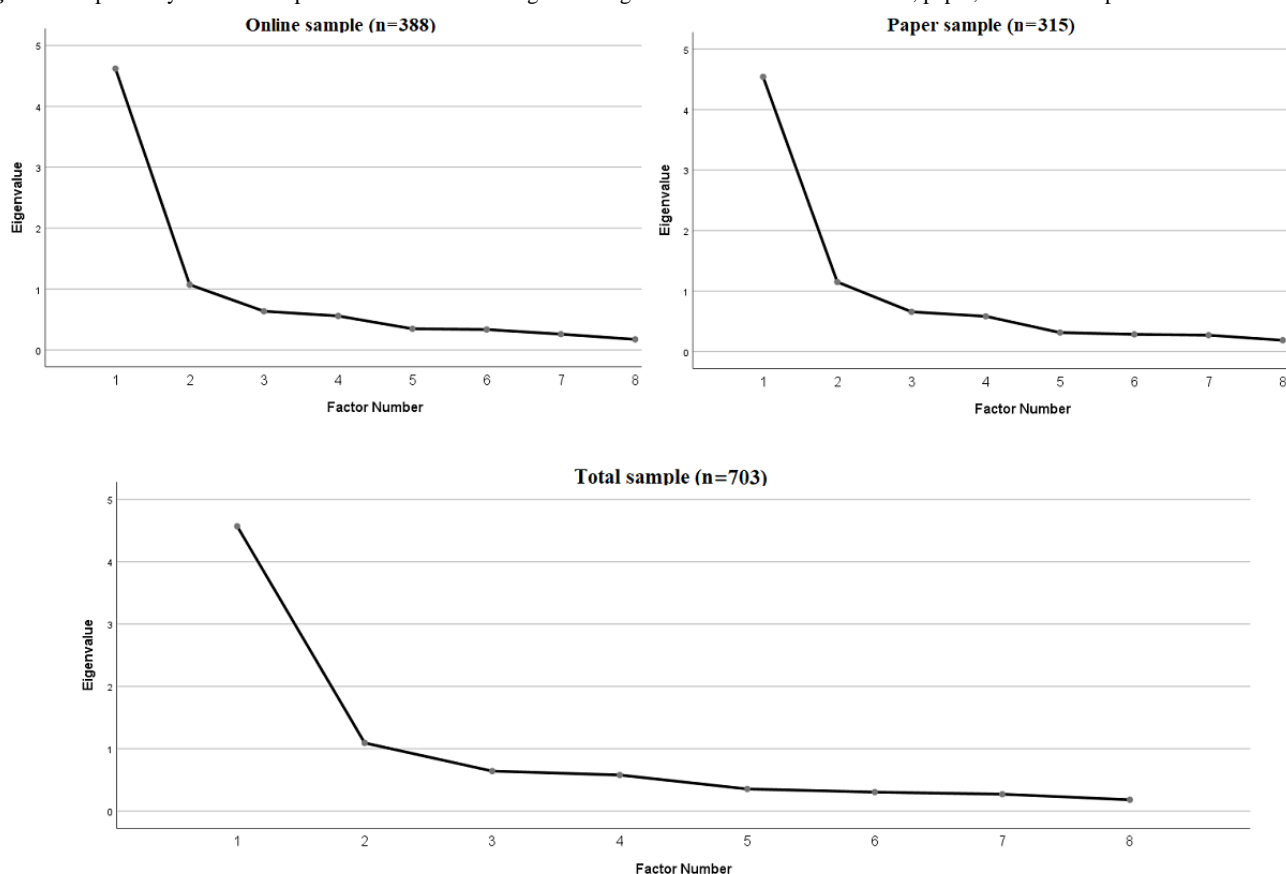 Online sample (n=388)
5
4
3
2
1
0
Eigenvalue
1 2 3 4 5 6 7 8
Factor Number
Paper sample (n=315)
5
4
3
2
1
0
Eigenvalue
1 2 3 4 5 6 7 8
Factor Number
Total sample (n=703)
5
4
3
2
1
0
Eigenvalue
1 2 3 4 5 6 7 8
Factor Number